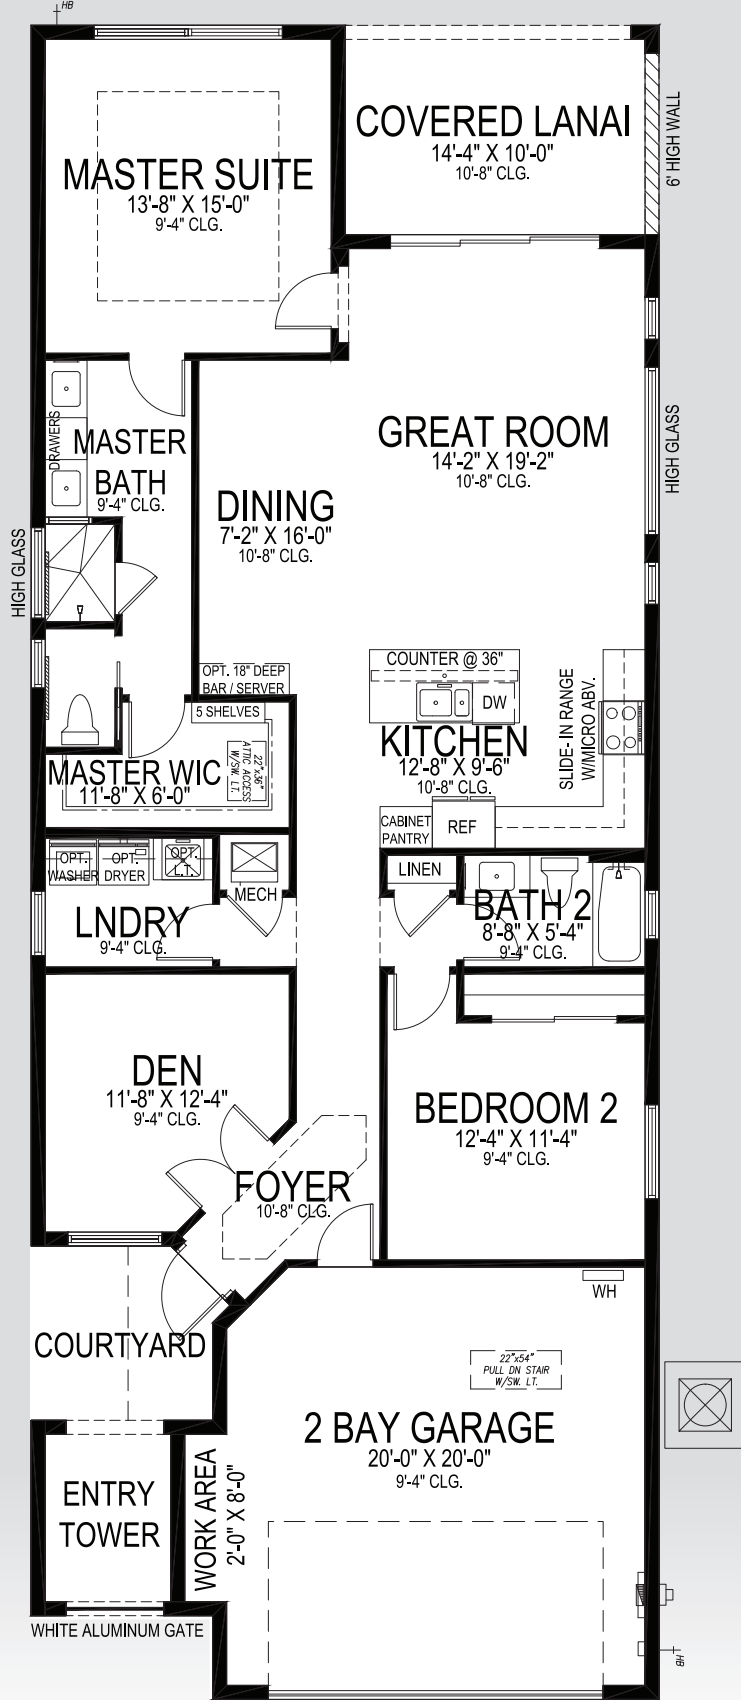 HB
COVERED LANAI
14'-4" X 10'-0"
10'-8" CLG.
6' HIGH WALL
MASTER SUITE
13'-8" X 15'-0"
9'-4" CLG.
DRAWERS
MASTER
BATH
9'-4" CLG.
GREAT ROOM
14'-2" X 19'-2"
10'-8" CLG.
HIGH GLASS
DINING
7'-2" X 16'-0"
10'-8" CLG.
HIGH GLASS
OPT. 18" DEEP
BAR / SERVER
COUNTER @ 36"
DW
KITCHEN
12'-8" X 9'-6"
10'-8" CLG.
SLIDE- IN RANGE
W/MICRO ABV.
5 SHELVES
MASTER WIC
11'-8" X 6'-0"
22"x36"
ATTIC ACCESS
W/SW. LT.
CABINET
PANTRY
REF
OPT.
WASHER
OPT.
DRYER
OPT.
L.T.
MECH
LINEN
LNDRY
9'-4" CLG.
BATH 2
8'-8" X 5'-4"
9'-4" CLG.
DEN
11'-8" X 12'-4"
9'-4" CLG.
BEDROOM 2
12'-4" X 11'-4"
9'-4" CLG.
FOYER
10'-8" CLG.
WH
COURTYARD
22"x54"
PULL DN STAIR
W/SW. LT.
2 BAY GARAGE
20'-0" X 20'-0"
9'-4" CLG.
WORK AREA
2'-0" X 8'-0"
ENTRY
TOWER
WHITE ALUMINUM GATE
HB